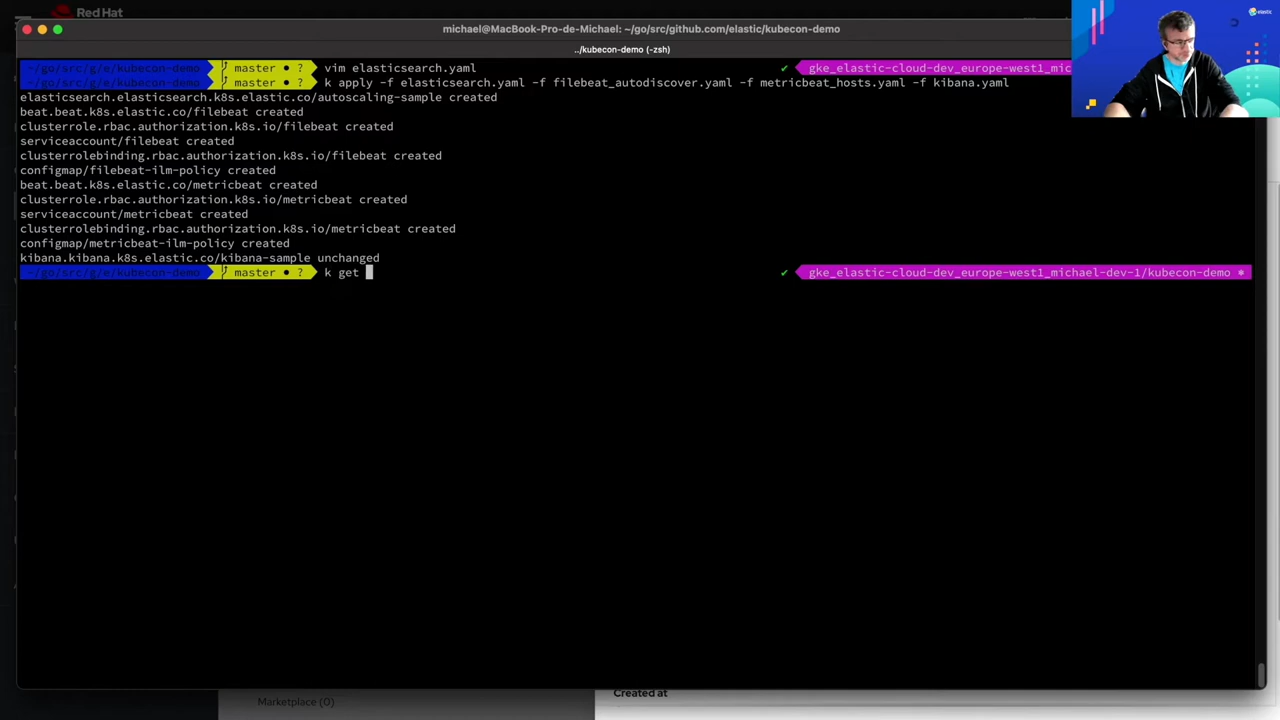 Red Hat
michael@MacBook-Pro-de-Michael: ~/go/src/github.com/elastic/kubecon-demo
../kubecon-demo (-zsh)
~/go/src/g/e/kubecon-demo master ● ? vim elasticsearch.yaml ✔ gke_elastic-cloud-dev_europe-west1_mic
~/go/src/g/e/kubecon-demo master ● ? k apply -f elasticsearch.yaml -f filebeat_autodiscover.yaml -f metricbeat_hosts.yaml -f kibana.yaml
elasticsearch.elasticsearch.k8s.elastic.co/autoscaling-sample created
beat.beat.k8s.elastic.co/filebeat created
clusterrole.rbac.authorization.k8s.io/filebeat created
serviceaccount/filebeat created
clusterrolebinding.rbac.authorization.k8s.io/filebeat created
configmap/filebeat-ilm-policy created
beat.beat.k8s.elastic.co/metricbeat created
clusterrole.rbac.authorization.k8s.io/metricbeat created
serviceaccount/metricbeat created
clusterrolebinding.rbac.authorization.k8s.io/metricbeat created
configmap/metricbeat-ilm-policy created
kibana.kibana.k8s.elastic.co/kibana-sample unchanged
~/go/src/g/e/kubecon-demo master ● ? k get ✔ gke_elastic-cloud-dev_europe-west1_michael-dev-1/kubecon-demo ⎈
Marketplace (0)
Created at
elastic